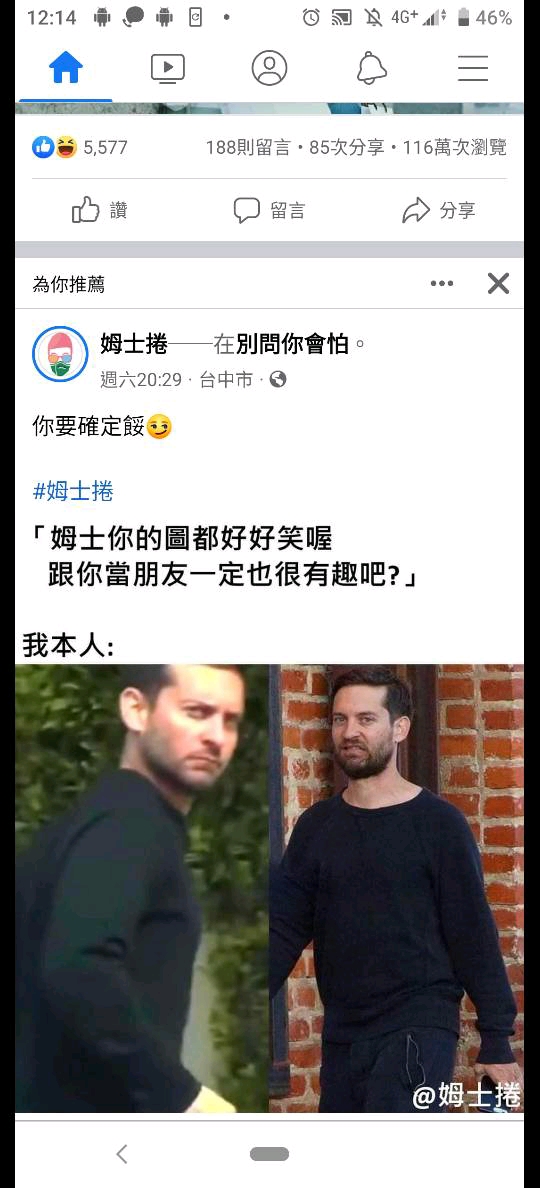 12:14
4G+
46%
5,577
188則留言・85次分享・116萬次瀏覽
讚
留言
分享
為你推薦
姆士捲——在別問你會怕。
週六20:29 · 台中市 ·
你要確定餒😏
#姆士捲
「姆士你的圖都好好笑喔
跟你當朋友一定也很有趣吧?」
我本人:
@姆士捲